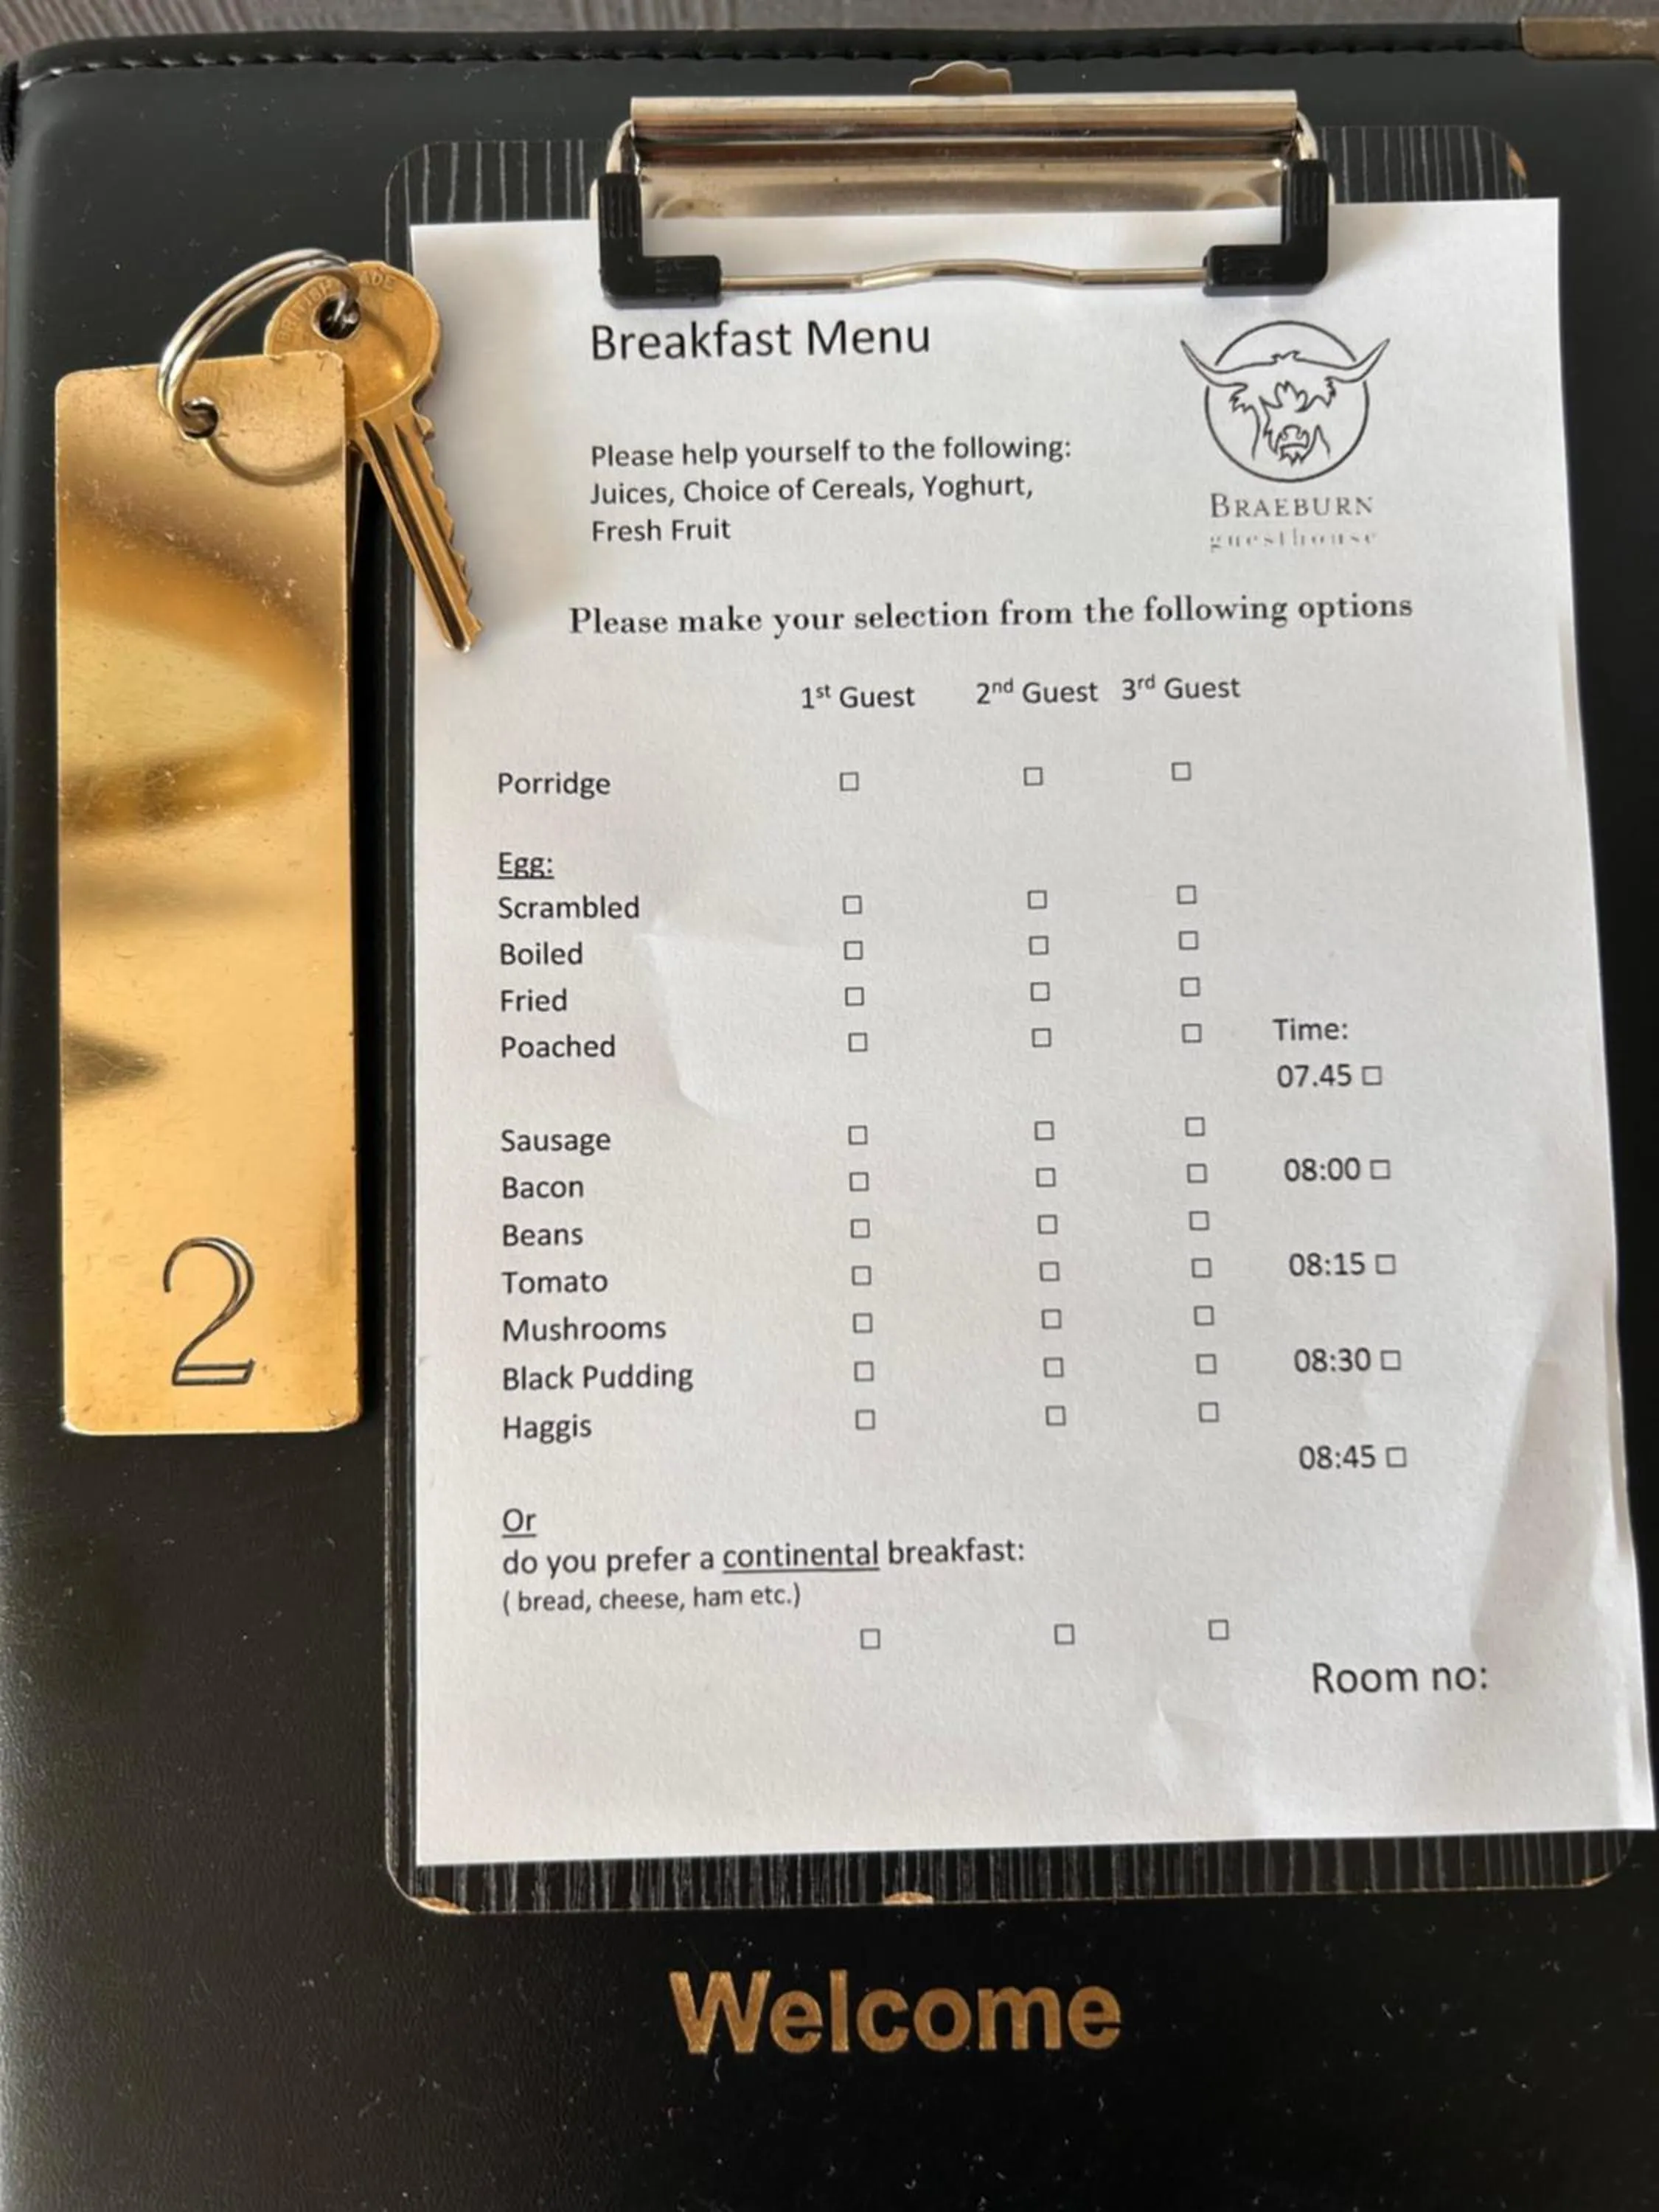 BRITISH MADE
2
Breakfast Menu
Please help yourself to the following:
Juices, Choice of Cereals, Yoghurt,
Fresh Fruit
BRAEBURN
guesthouse
Please make your selection from the following options
1st Guest 2nd Guest 3rd Guest
Porridge ☐ ☐ ☐
Egg:
Scrambled ☐ ☐ ☐
Boiled ☐ ☐ ☐
Fried ☐ ☐ ☐
Poached ☐ ☐ ☐ Time:
07.45 ☐
Sausage ☐ ☐ ☐
Bacon ☐ ☐ ☐ 08:00 ☐
Beans ☐ ☐ ☐
Tomato ☐ ☐ ☐ 08:15 ☐
Mushrooms ☐ ☐ ☐
Black Pudding ☐ ☐ ☐ 08:30 ☐
Haggis ☐ ☐ ☐
08:45 ☐
Or
do you prefer a continental breakfast:
( bread, cheese, ham etc.)
☐ ☐ ☐
Room no:
Welcome